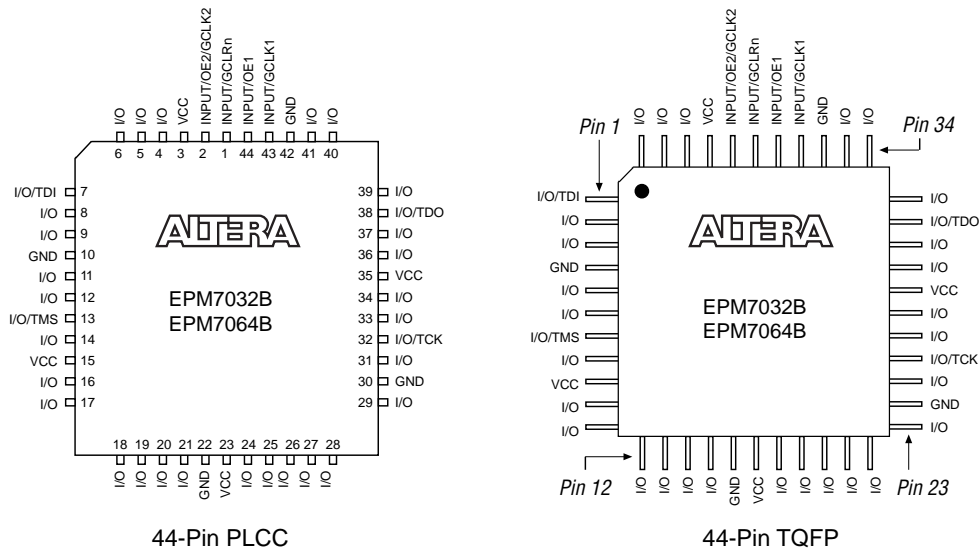 I/O I/O I/O VCC INPUT/OE2/GCLK2 INPUT/GCLRn INPUT/OE1 INPUT/GCLK1 GND I/O I/O
6 5 4 3 2 1 44 43 42 41 40
I/O/TDI 7
I/O 8
I/O 9
GND 10
I/O 11
I/O 12
I/O/TMS 13
I/O 14
VCC 15
I/O 16
I/O 17
ALTERA
EPM7032B
EPM7064B
39 I/O
38 I/O/TDO
37 I/O
36 I/O
35 VCC
34 I/O
33 I/O
32 I/O/TCK
31 I/O
30 GND
29 I/O
18 19 20 21 22 23 24 25 26 27 28
I/O I/O I/O I/O GND VCC I/O I/O I/O I/O I/O
44-Pin PLCC
I/O I/O I/O VCC INPUT/OE2/GCLK2 INPUT/GCLRn INPUT/OE1 INPUT/GCLK1 GND I/O I/O
Pin 1
Pin 34
I/O/TDI
I/O
I/O
GND
I/O
I/O
I/O/TMS
I/O
VCC
I/O
I/O
ALTERA
EPM7032B
EPM7064B
I/O
I/O/TDO
I/O
I/O
VCC
I/O
I/O
I/O/TCK
I/O
GND
I/O
Pin 12
Pin 23
I/O I/O I/O I/O GND VCC I/O I/O I/O I/O I/O
44-Pin TQFP